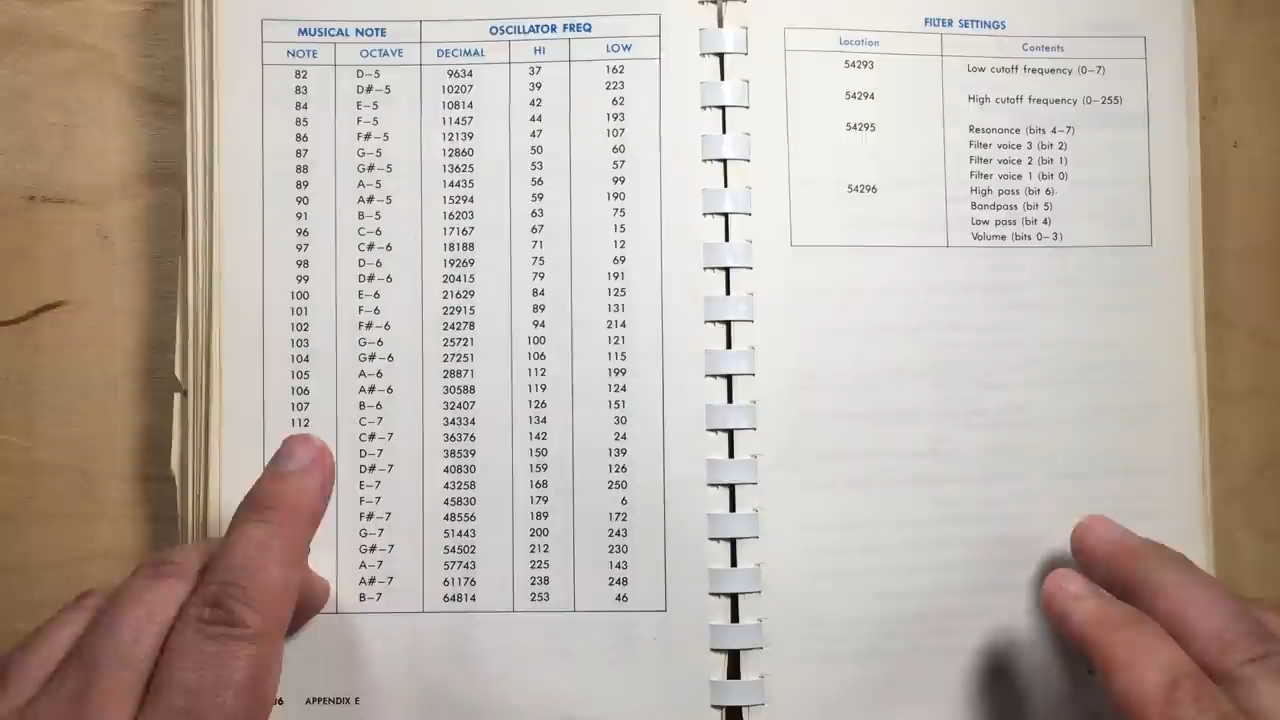 MUSICAL NOTE OSCILLATOR FREQ
NOTE OCTAVE DECIMAL HI LOW
82 D–5 9634 37 162
83 D#–5 10207 39 223
84 E–5 10814 42 62
85 F–5 11457 44 193
86 F#–5 12139 47 107
87 G–5 12860 50 60
88 G#–5 13625 53 57
89 A–5 14435 56 99
90 A#–5 15294 59 190
91 B–5 16203 63 75
96 C–6 17167 67 15
97 C#–6 18188 71 12
98 D–6 19269 75 69
99 D#–6 20415 79 191
100 E–6 21629 84 125
101 F–6 22915 89 131
102 F#–6 24278 94 214
103 G–6 25721 100 121
104 G#–6 27251 106 115
105 A–6 28871 112 199
106 A#–6 30588 119 124
107 B–6 32407 126 151
112 C–7 34334 134 30
C#–7 36376 142 24
D–7 38539 150 139
D#–7 40830 159 126
E–7 43258 168 250
F–7 45830 179 6
F#–7 48556 189 172
G–7 51443 200 243
G#–7 54502 212 230
A–7 57743 225 143
A#–7 61176 238 248
B–7 64814 253 46
APPENDIX E
FILTER SETTINGS
Location Contents
54293 Low cutoff frequency (0–7)
54294 High cutoff frequency (0–255)
54295 Resonance (bits 4–7)
Filter voice 3 (bit 2)
Filter voice 2 (bit 1)
Filter voice 1 (bit 0)
54296 High pass (bit 6)
Bandpass (bit 5)
Low pass (bit 4)
Volume (bits 0–3)